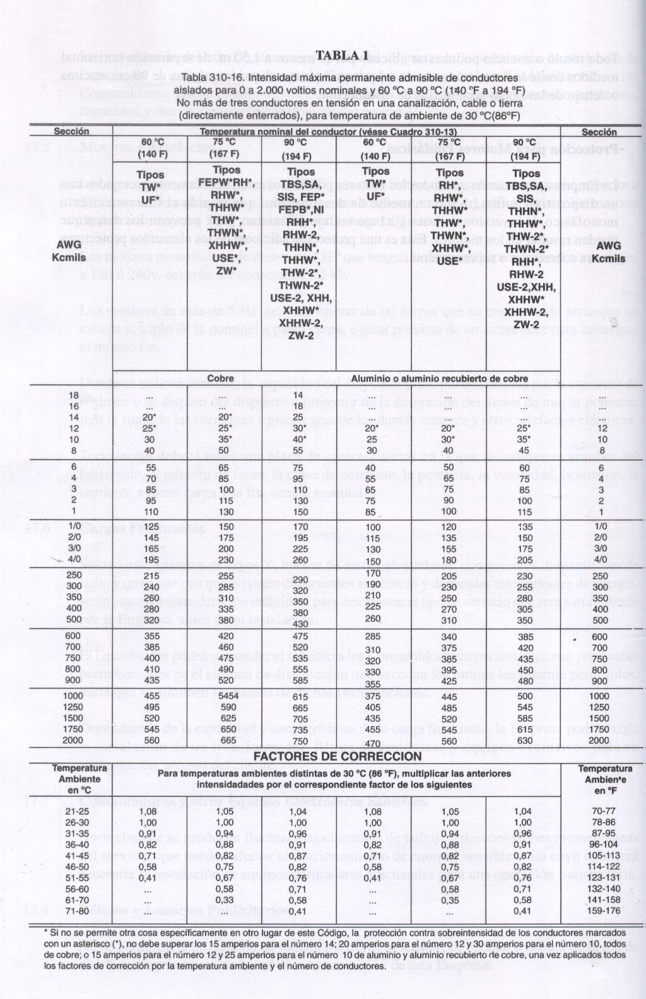 TABLA 1
Tabla 310-16. Intensidad máxima permanente admisible de conductores
aislados para 0 a 2.000 voltios nominales y 60 °C a 90 °C (140 °F a 194 °F)
No más de tres conductores en tensión en una canalización, cable o tierra
(directamente enterrados), para temperatura de ambiente de 30 °C(86°F)
Sección Temperatura nominal del conductor (véase Cuadro 310-13) Sección
60 °C 75 °C 90 °C 60 °C 75 °C 90 °C
(140 F) (167 F) (194 F) (140 F) (167 F) (194 F)
Tipos Tipos Tipos Tipos Tipos Tipos
TW* FEPW*RH*, TBS,SA, TW* RH*, TBS,SA,
UF* RHW*, SIS, FEP* UF* RHW*, SIS,
THHW* FEPB*,NI THHW* THHN*,
THW*, RHH*, THW*, THHW*,
THWN*, RHW-2, THWN* THW-2*,
XHHW* THHN*, XHHW*, THWN-2*
USE*, THHW*, USE* RHH*,
ZW* THW-2*, RHW-2
THWN-2* USE-2,XHH,
USE-2, XHH, XHHW*
XHHW* XHHW-2,
XHHW-2, ZW-2
ZW-2
AWG AWG
Kcmils Kcmils
Cobre Aluminio o aluminio recubierto de cobre
18 ... ... 14 ... ... ... ...
16 ... ... 18 ... ... ... ...
14 20* 20* 25 ... ... ... ...
12 25* 25* 30* 20* 20* 25* 12
10 30 35* 40* 25 30* 35* 10
8 40 50 55 30 40 45 8
6 55 65 75 40 50 60 6
4 70 85 95 55 65 75 4
3 85 100 110 65 75 85 3
2 95 115 130 75 90 100 2
1 110 130 150 85 100 115 1
1/0 125 150 170 100 120 135 1/0
2/0 145 175 195 115 135 150 2/0
3/0 165 200 225 130 155 175 3/0
4/0 195 230 260 150 180 205 4/0
250 215 255 290 170 205 230 250
300 240 285 320 190 230 255 300
350 260 310 350 210 250 280 350
400 280 335 380 225 270 305 400
500 320 380 430 260 310 350 500
600 355 420 475 285 340 385 600
700 385 460 520 310 375 420 700
750 400 475 535 320 385 435 750
800 410 490 555 330 395 450 800
900 435 520 585 355 425 480 900
1000 455 5454 615 375 445 500 1000
1250 495 590 665 405 485 545 1250
1500 520 625 705 435 520 585 1500
1750 545 650 735 455 545 615 1750
2000 560 665 750 470 560 630 2000
FACTORES DE CORRECCION
Temperatura Ambiente en °C Para temperaturas ambientes distintas de 30 °C (86 °F), multiplicar las anteriores Temperatura Ambien*e en °F
intensidadades por el correspondiente factor de los siguientes
21-25 1,08 1,05 1,04 1,08 1,05 1,04 70-77
26-30 1,00 1,00 1,00 1,00 1,00 1,00 78-86
31-35 0,91 0,94 0,96 0,91 0,94 0,96 87-95
36-40 0,82 0,88 0,91 0,82 0,88 0,91 96-104
41-45 0,71 0,82 0,87 0,71 0,82 0,87 105-113
46-50 0,58 0,75 0,82 0,58 0,75 0,82 114-122
51-55 0,41 0,67 0,76 0,41 0,67 0,76 123-131
56-60 ... 0,58 0,71 ... 0,58 0,71 132-140
61-70 ... 0,33 0,58 ... 0,35 0,58 141-158
71-80 ... ... 0,41 ... ... 0,41 159-176
* Si no se permite otra cosa específicamente en otro lugar de este Código, la protección contra sobreintensidad de los conductores marcados
con un asterisco (*), no debe superar los 15 amperios para el número 14; 20 amperios para el número 12 y 30 amperios para el número 10, todos
de cobre; o 15 amperios para el número 12 y 25 amperios para el número 10 de aluminio y aluminio recubierto de cobre, una vez aplicados todos
los factores de corrección por la temperatura ambiente y el número de conductores.